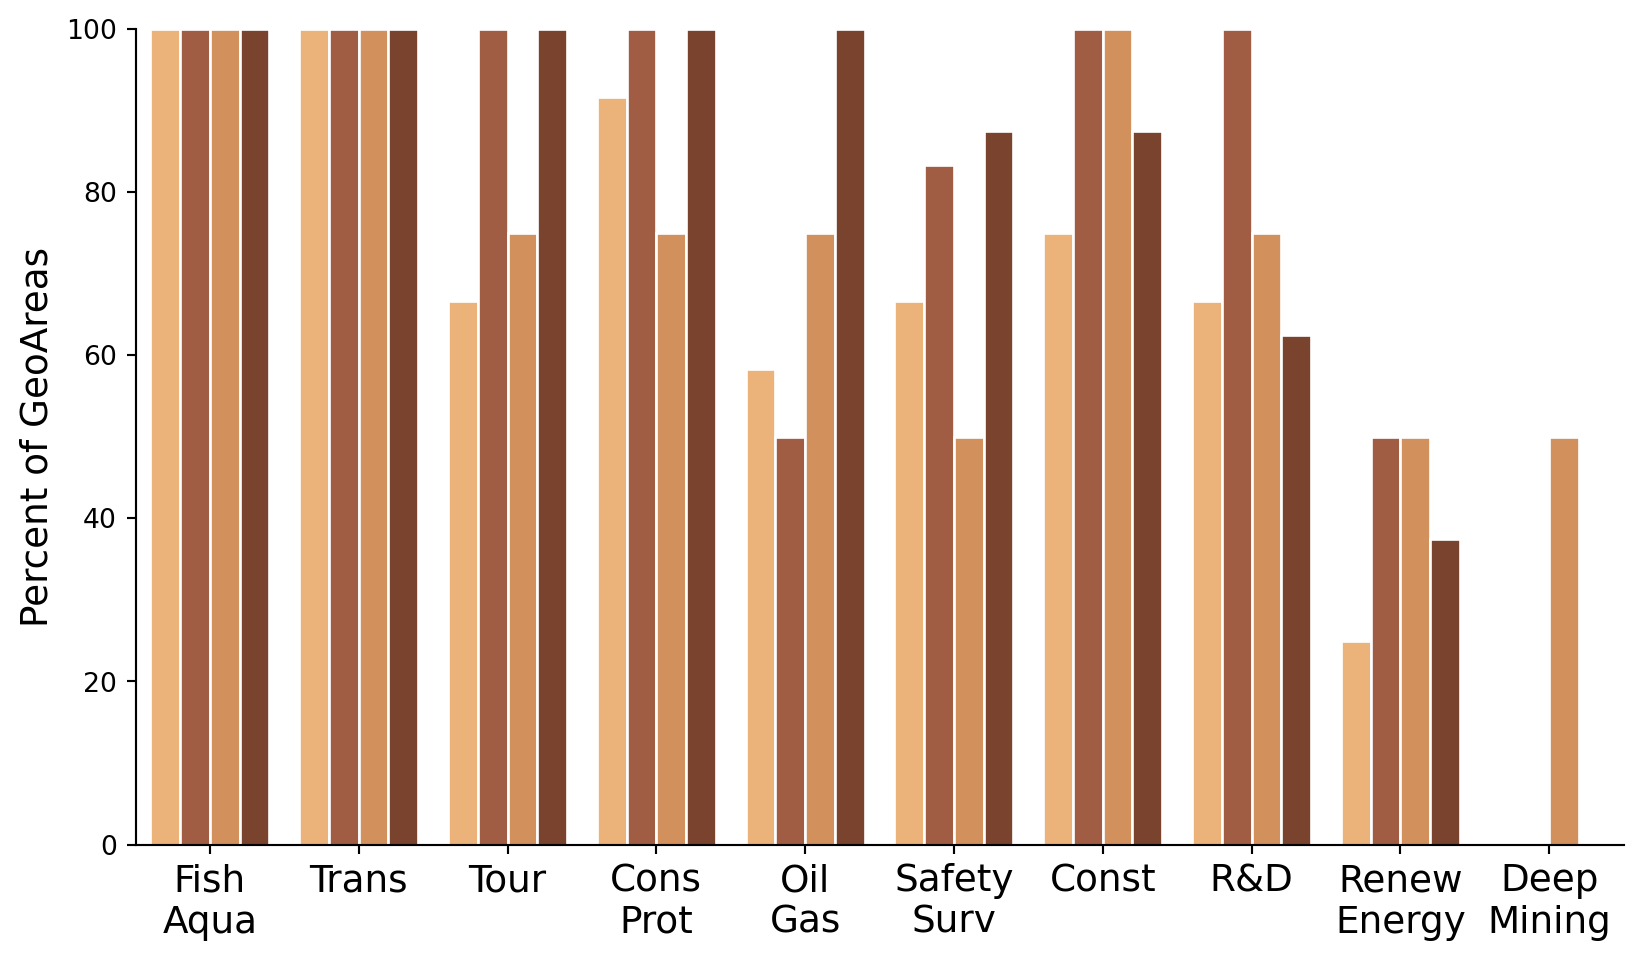 Percent of GeoAreas
100
80
60
40
20
0
Fish
Aqua
Trans
Tour
Cons
Prot
Oil
Gas
Safety
Surv
Const
R&D
Renew
Energy
Deep
Mining